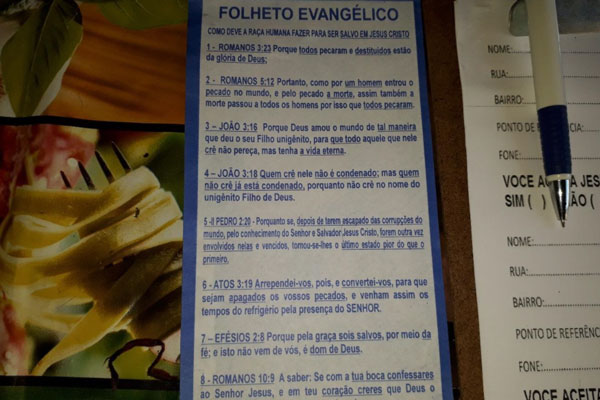 FOLHETO EVANGÉLICO
COMO DEVE A RAÇA HUMANA FAZER PARA SER SALVO EM JESUS CRISTO
1 - ROMANOS 3:23 Porque todos pecaram e destituídos estão
da glória de Deus;
2 - ROMANOS 5:12 Portanto, como por um homem entrou o
pecado no mundo, e pelo pecado a morte, assim também a
morte passou a todos os homens por isso que todos pecaram.
3 – JOÃO 3:16 Porque Deus amou o mundo de tal maneira
que deu o seu Filho unigênito, para que todo aquele que nele
crê não pereça, mas tenha a vida eterna.
4 – JOÃO 3:18 Quem crê nele não é condenado; mas quem
não crê já está condenado, porquanto não crê no nome do
unigênito Filho de Deus.
5 -II PEDRO 2:20 - Porquanto se, depois de terem escapado das corrupções do
mundo, pelo conhecimento do Senhor e Salvador Jesus Cristo, forem outra vez
envolvidos nelas e vencidos, tornou-se-lhes o último estado pior do que o
primeiro.
6 - ATOS 3:19 Arrependei-vos, pois, e convertei-vos, para que
sejam apagados os vossos pecados, e venham assim os
tempos do refrigério pela presença do SENHOR.
7 – EFÉSIOS 2:8 Porque pela graça sois salvos, por meio da
fé; e isto não vem de vós, é dom de Deus.
8 - ROMANOS 10:9 A saber: Se com a tua boca confessares
ao Senhor Jesus, e em teu coração creres que Deus o
NOME:
RUA:
BAIRRO:
PONTO DE
FONE:
VOCE JES
SIM ( ) ÃO (
NOME:
RUA:
BAIRRO:
PONTO DE REFERÊNC
FONE:
VOCE ACEITA